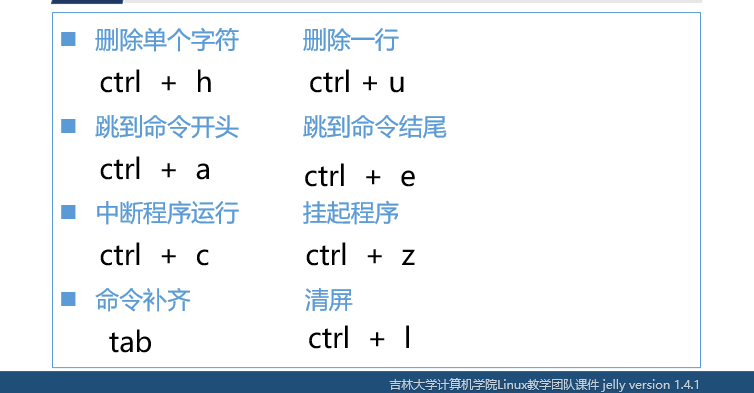 删除单个字符 删除一行
ctrl + h ctrl + u
跳到命令开头 跳到命令结尾
ctrl + a ctrl + e
中断程序运行 挂起程序
ctrl + c ctrl + z
命令补齐 清屏
tab ctrl + l
吉林大学计算机学院Linux教学团队课件 jelly version 1.4.1